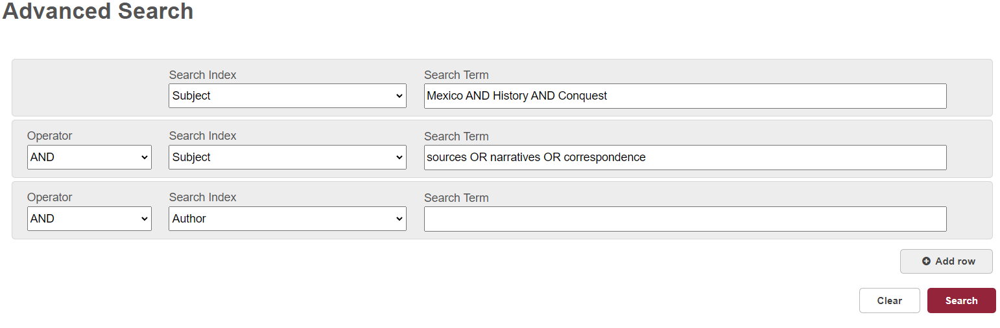 Advanced Search
Search Index Search Term
Subject Mexico AND History AND Conquest
Operator Search Index Search Term
AND Subject sources OR narratives OR correspondence
Operator Search Index Search Term
AND Author
Add row
Clear Search